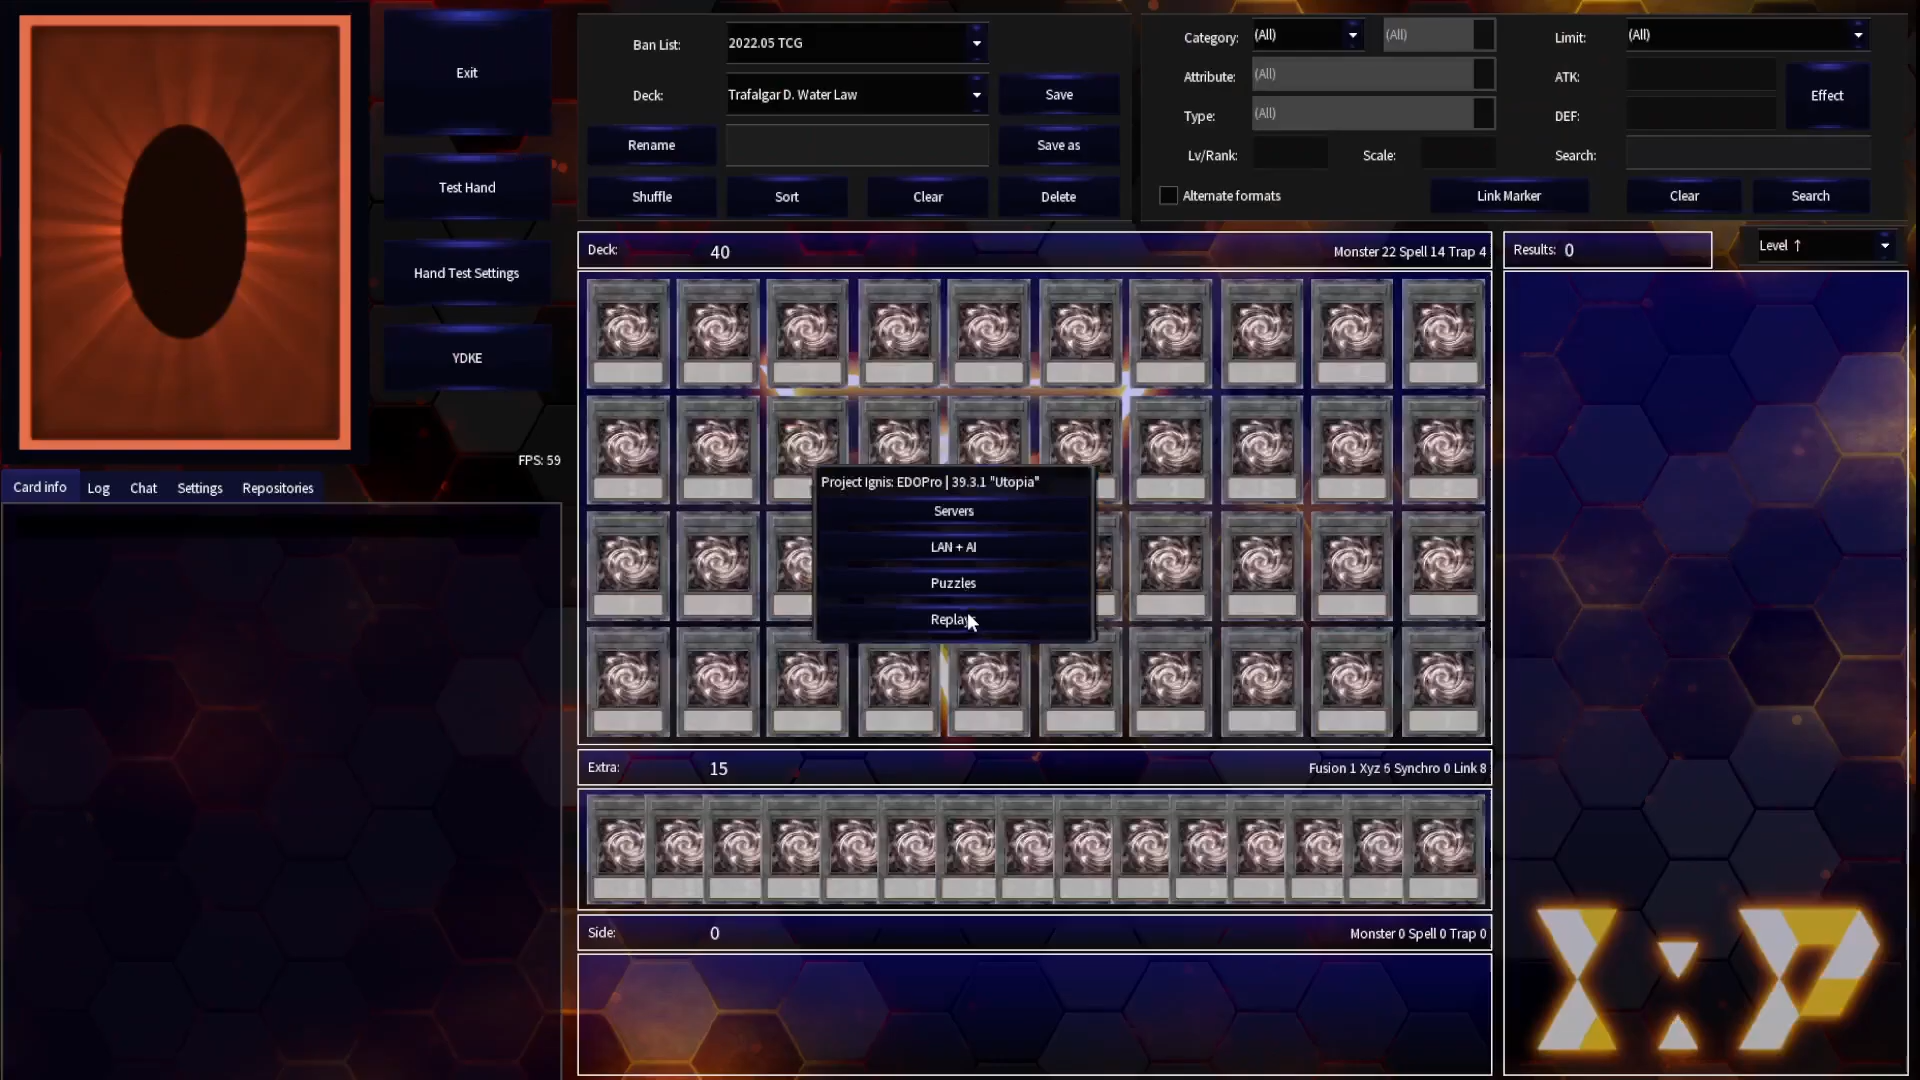 Exit
Test Hand
Hand Test Settings
YDKE
FPS: 59
Card info Log Chat Settings Repositories
Ban List: 2022.05 TCG
Deck: Trafalgar D. Water Law Save
Rename Save as
Shuffle Sort Clear Delete
Category: (All) (All) Limit: (All)
Attribute: (All) ATK: Effect
Type: (All) DEF:
Lv/Rank: Scale: Search:
Alternate formats Link Marker Clear Search
Deck: 40 Monster 22 Spell 14 Trap 4
Results: 0 Level ↑
Project Ignis: EDOPro | 39.3.1 "Utopia"
Servers
LAN + AI
Puzzles
Extra: 15 Fusion 1 Xyz 6 Synchro 0 Link 8
Side: 0 Monster 0 Spell 0 Trap 0
X:P